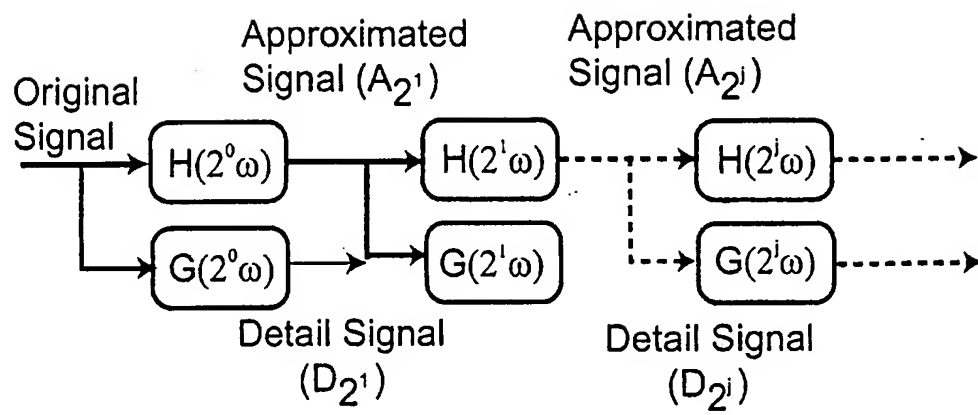 Approximated
Signal (A₂¹)
Approximated
Signal (A₂ʲ)
Original
Signal
H(2⁰ω)
H(2¹ω)
H(2ʲω)
G(2⁰ω)
G(2¹ω)
G(2ʲω)
Detail Signal
(D₂¹)
Detail Signal
(D₂ʲ)